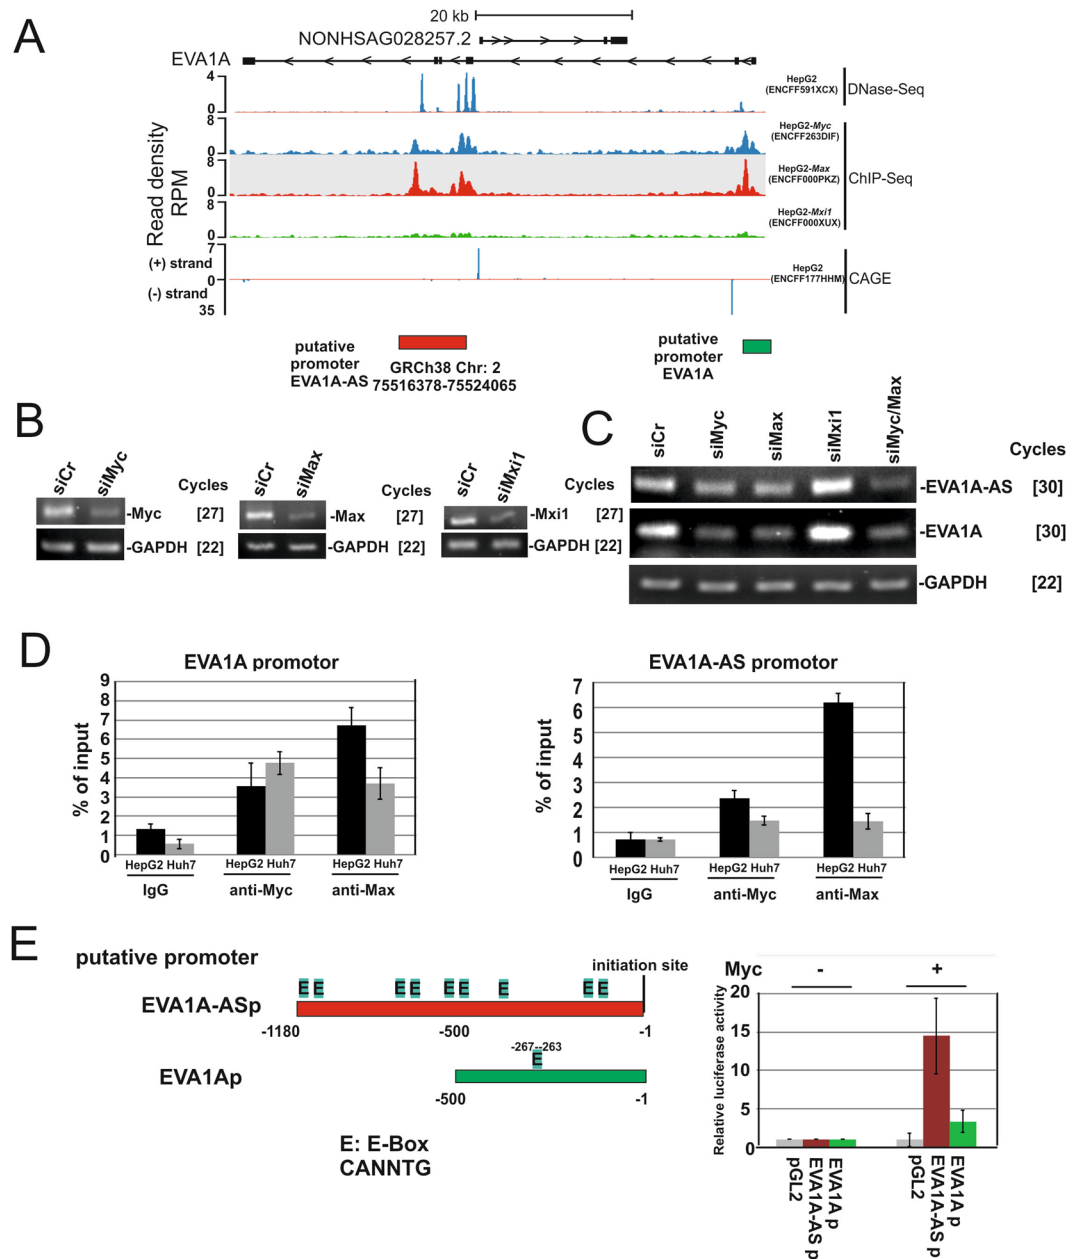 A
20 kb
NONHSAG028257.2
EVA1A
Read density
RPM
4
0
HepG2
(ENCFF591XCX)
DNase-Seq
8
0
HepG2-Myc
(ENCFF263DIF)
8
0
HepG2-Max
(ENCFF000PKZ)
ChIP-Seq
8
0
HepG2-Mxi1
(ENCFF000XUX)
7
(+) strand
0
(-) strand
35
HepG2
(ENCFF177HHM)
CAGE
putative
promoter
EVA1A-AS
GRCh38 Chr: 2
75516378-75524065
putative
promoter
EVA1A
B
siCr
siMyc
Cycles
-Myc [27]
-GAPDH [22]
siCr
siMax
Cycles
-Max [27]
-GAPDH [22]
siCr
siMxi1
Cycles
-Mxi1 [27]
-GAPDH [22]
C
siCr
siMyc
siMax
siMxi1
siMyc/Max
Cycles
-EVA1A-AS [30]
-EVA1A [30]
-GAPDH [22]
D
EVA1A promotor
% of input
9
8
7
6
5
4
3
2
1
0
HepG2 Huh7
HepG2 Huh7
HepG2 Huh7
IgG
anti-Myc
anti-Max
EVA1A-AS promotor
% of input
7
6
5
4
3
2
1
0
HepG2 Huh7
HepG2 Huh7
HepG2 Huh7
IgG
anti-Myc
anti-Max
E
putative promoter
initiation site
E E E E E E E E E
EVA1A-ASp
-1180
-500
-1
-267--263
E
EVA1Ap
-500
-1
E: E-Box
CANNTG
Myc - +
Relative luciferase activity
20
15
10
5
0
pGL2
EVA1A-AS p
EVA1A p
pGL2
EVA1A-AS p
EVA1A p